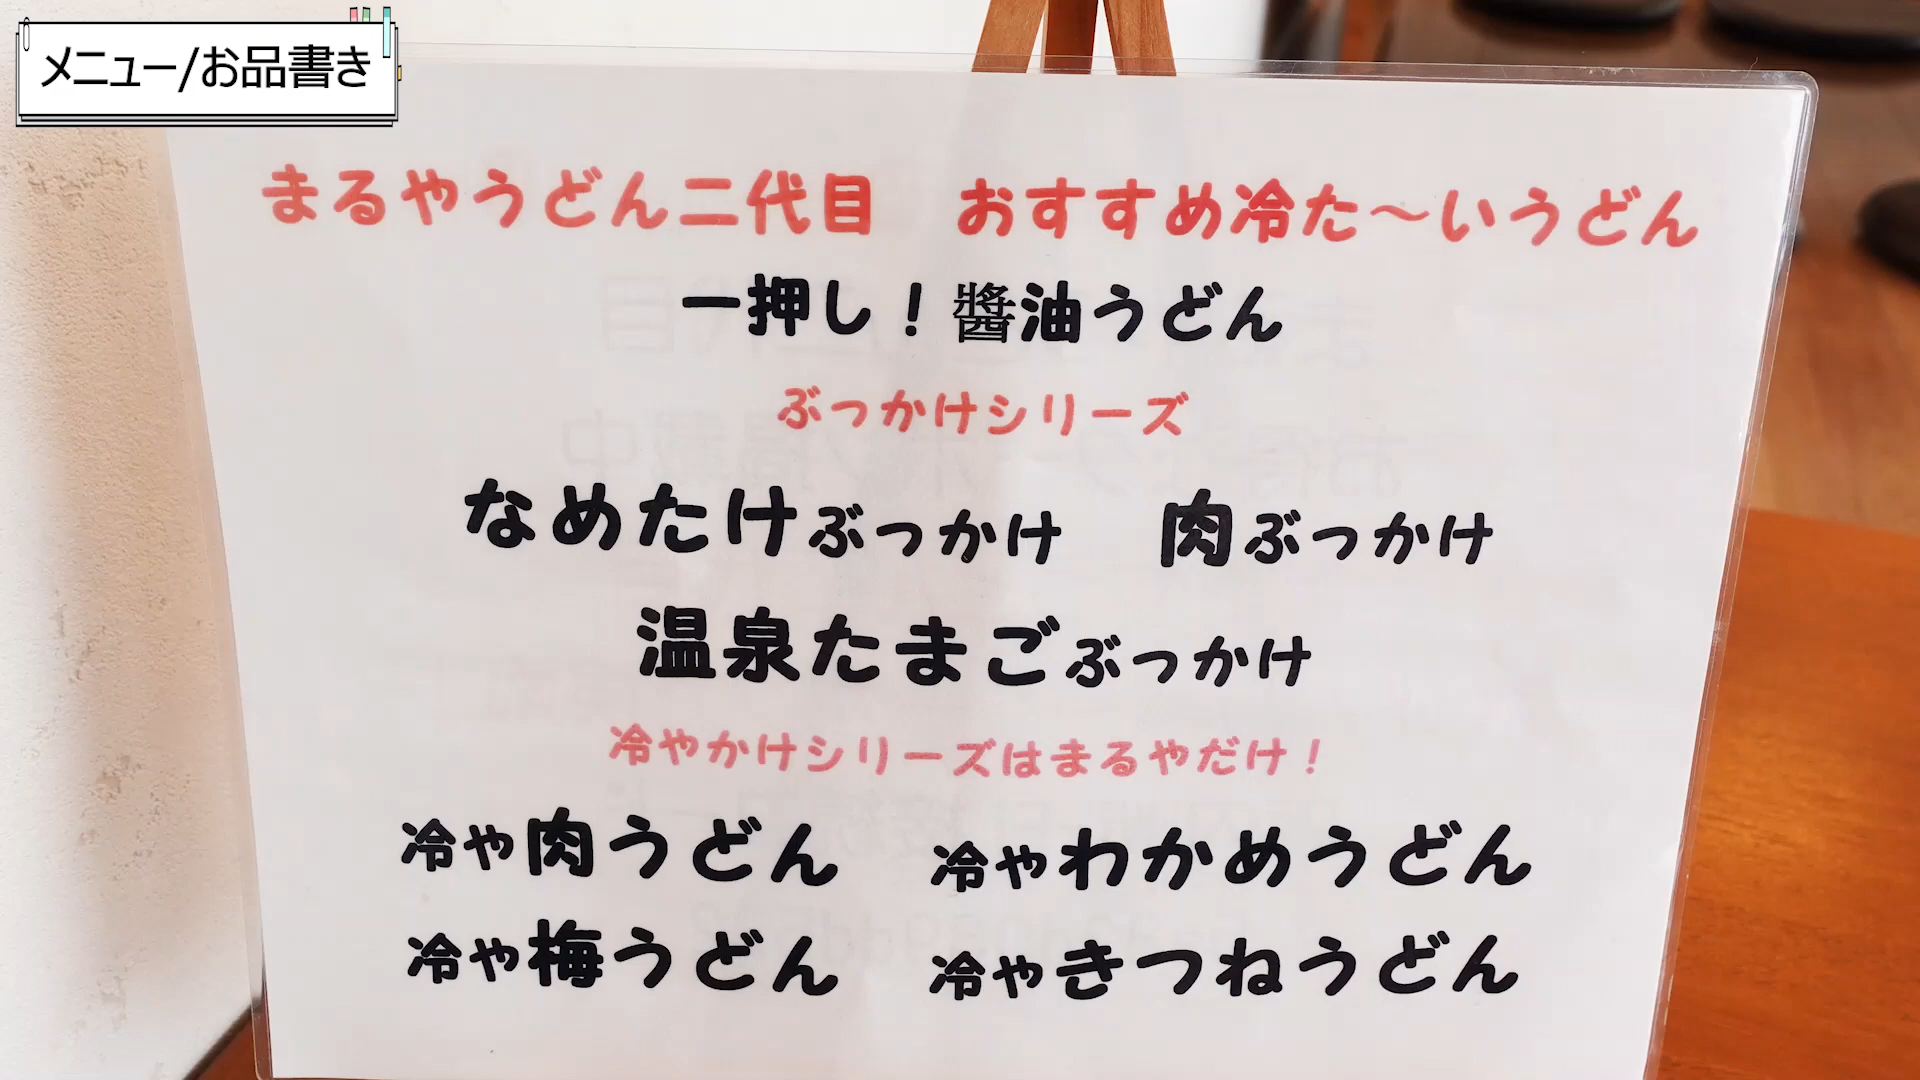 メニュー/お品書き
まるやうどん二代目　おすすめ冷た～いうどん
一押し！醬油うどん
ぶっかけシリーズ
なめたけぶっかけ　肉ぶっかけ
温泉たまごぶっかけ
冷やかけシリーズはまるやだけ！
冷や肉うどん　冷やわかめうどん
冷や梅うどん　冷やきつねうどん